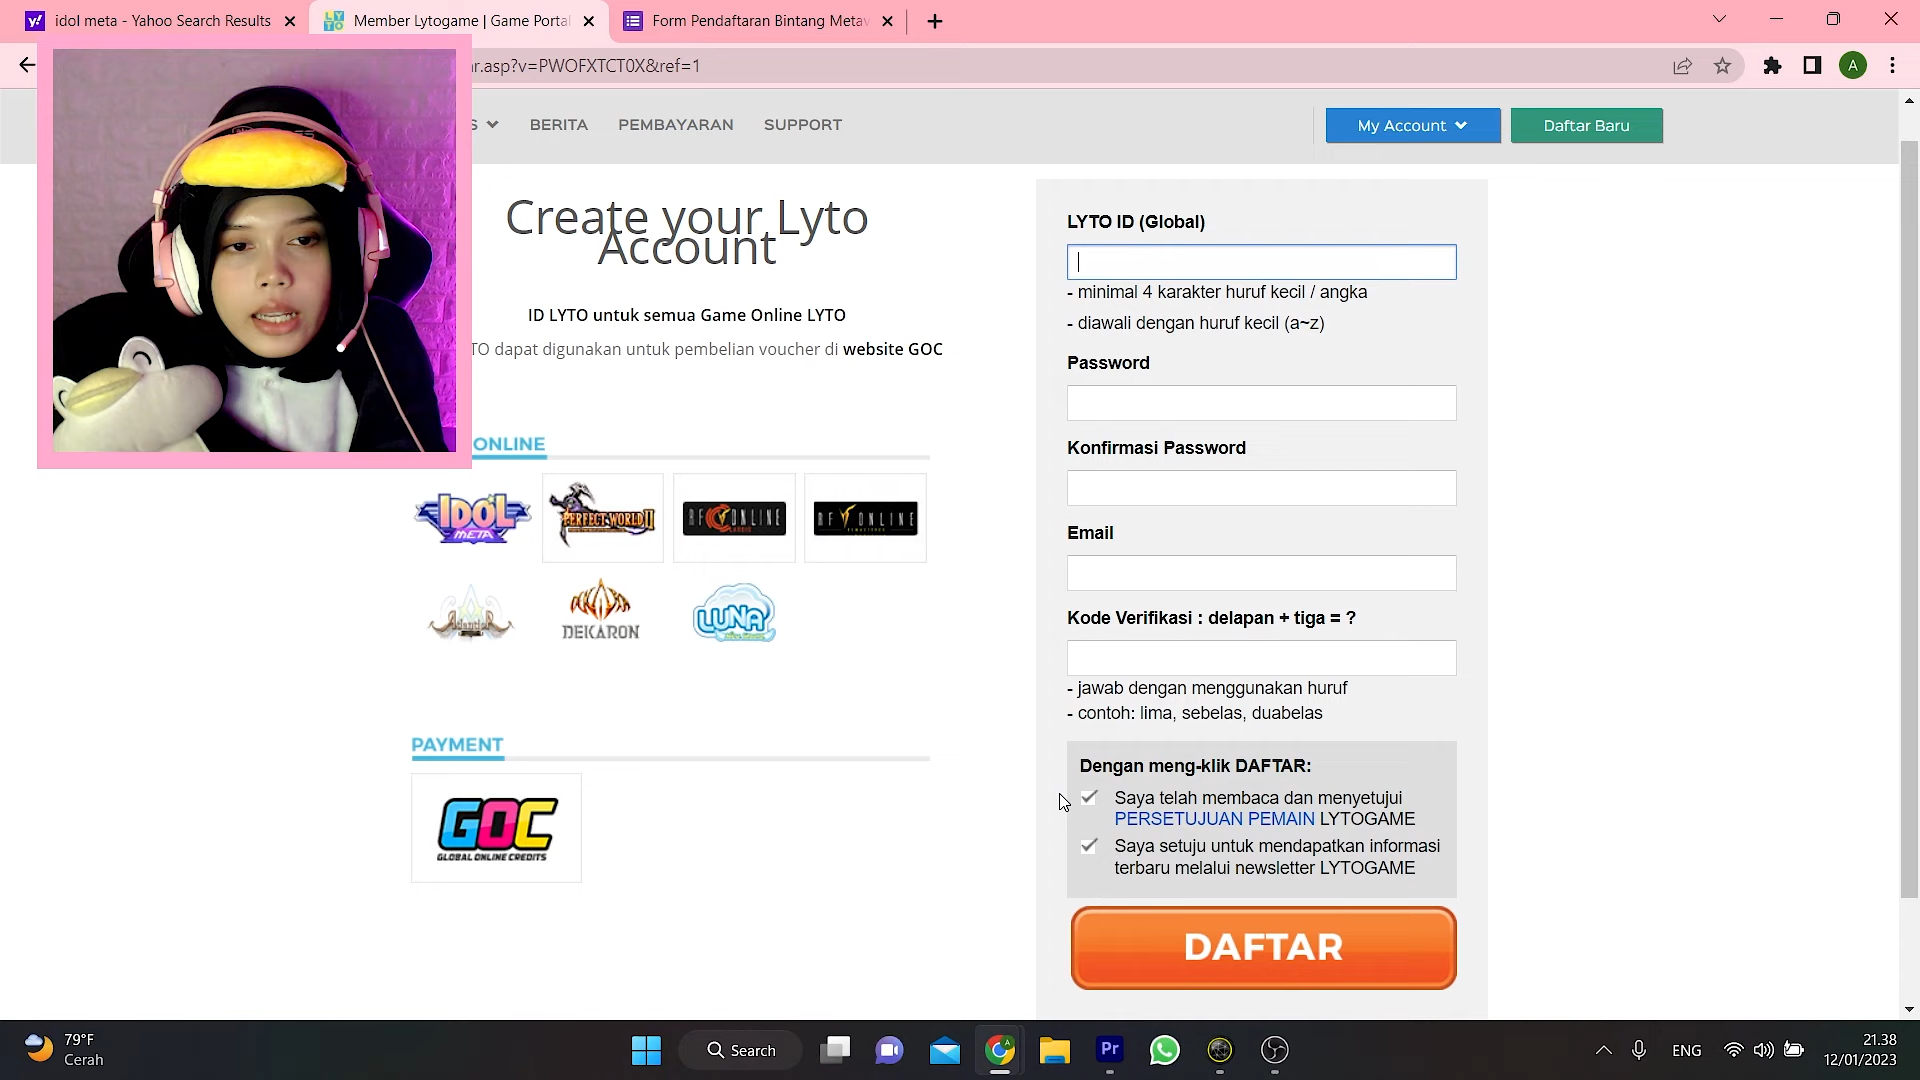 idol meta - Yahoo Search Results
Member Lytogame | Game Portal
Form Pendaftaran Bintang Metav
r.asp?v=PWOFXTCT0X&ref=1
A
S
BERITA
PEMBAYARAN
SUPPORT
My Account
Daftar Baru
Create your Lyto
Account
ID LYTO untuk semua Game Online LYTO
TO dapat digunakan untuk pembelian voucher di website GOC
ONLINE
IDOL
META
PERFECT WORLD II
RF ONLINE
CLASSIC
RF ONLINE
DEKARON
LUNA
PAYMENT
GOC
GLOBAL ONLINE CREDITS
LYTO ID (Global)
- minimal 4 karakter huruf kecil / angka
- diawali dengan huruf kecil (a~z)
Password
Konfirmasi Password
Email
Kode Verifikasi : delapan + tiga = ?
- jawab dengan menggunakan huruf
- contoh: lima, sebelas, duabelas
Dengan meng-klik DAFTAR:
Saya telah membaca dan menyetujui
PERSETUJUAN PEMAIN LYTOGAME
Saya setuju untuk mendapatkan informasi
terbaru melalui newsletter LYTOGAME
DAFTAR
79°F
Cerah
Search
Pr
ENG
21.38
12/01/2023